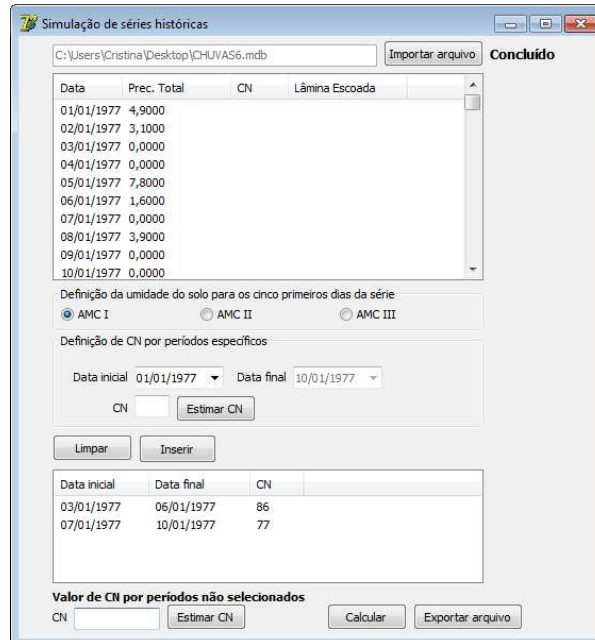 Simulação de séries históricas
C:\Users\Cristina\Desktop\CHUVAS6.mdb Importar arquivo Concluído
Data Prec. Total CN Lâmina Escoada
01/01/1977 4,9000
02/01/1977 3,1000
03/01/1977 0,0000
04/01/1977 0,0000
05/01/1977 7,8000
06/01/1977 1,6000
07/01/1977 0,0000
08/01/1977 3,9000
09/01/1977 0,0000
10/01/1977 0,0000
Definição da umidade do solo para os cinco primeiros dias da série
AMC I AMC II AMC III
Definição de CN por períodos específicos
Data inicial 01/01/1977 Data final 10/01/1977
CN Estimar CN
Limpar Inserir
Data inicial Data final CN
03/01/1977 06/01/1977 86
07/01/1977 10/01/1977 77
Valor de CN por períodos não selecionados
CN Estimar CN Calcular Exportar arquivo